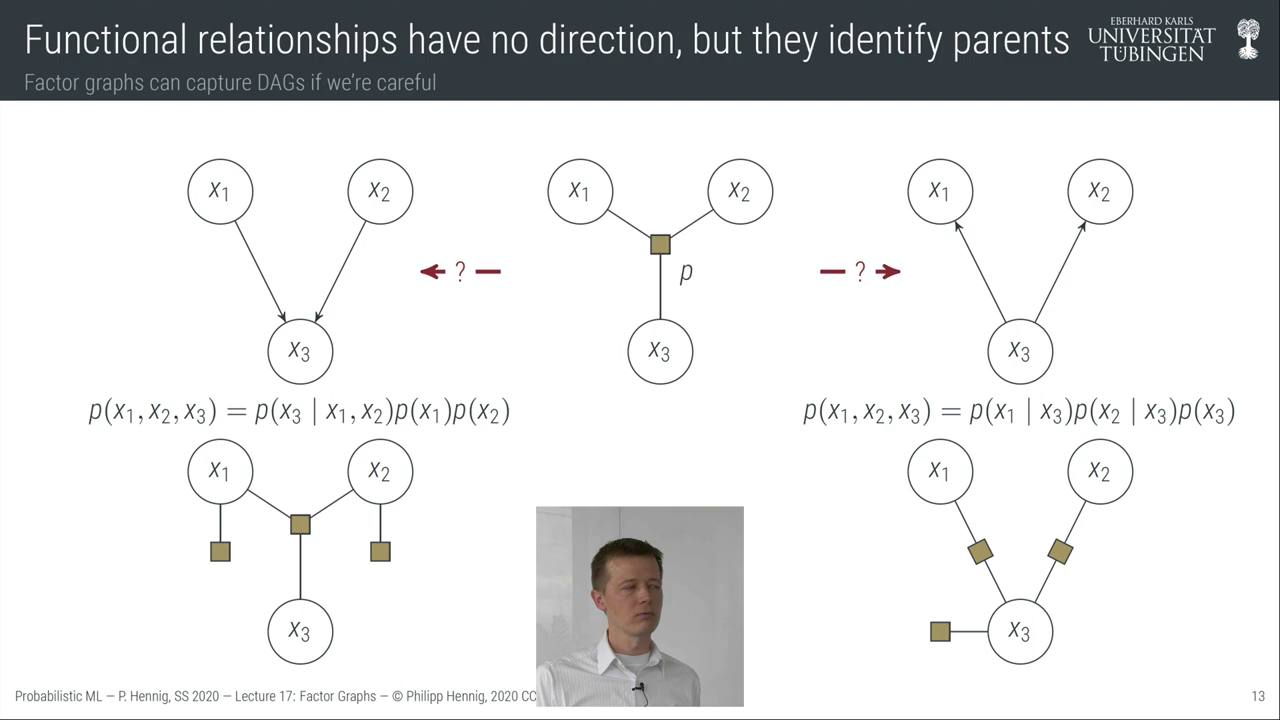 Functional relationships have no direction, but they identify parents
EBERHARD KARLS
UNIVERSITÄT
TÜBINGEN
Factor graphs can capture DAGs if we're careful
x₁ x₂ x₁ x₂ x₁ x₂
? p ?
x₃ x₃ x₃
p(x₁, x₂, x₃) = p(x₃ | x₁, x₂)p(x₁)p(x₂)
p(x₁, x₂, x₃) = p(x₁ | x₃)p(x₂ | x₃)p(x₃)
x₁ x₂ x₁ x₂
x₃ x₃
Probabilistic ML — P. Hennig, SS 2020 — Lecture 17: Factor Graphs — © Philipp Hennig, 2020 CC
13